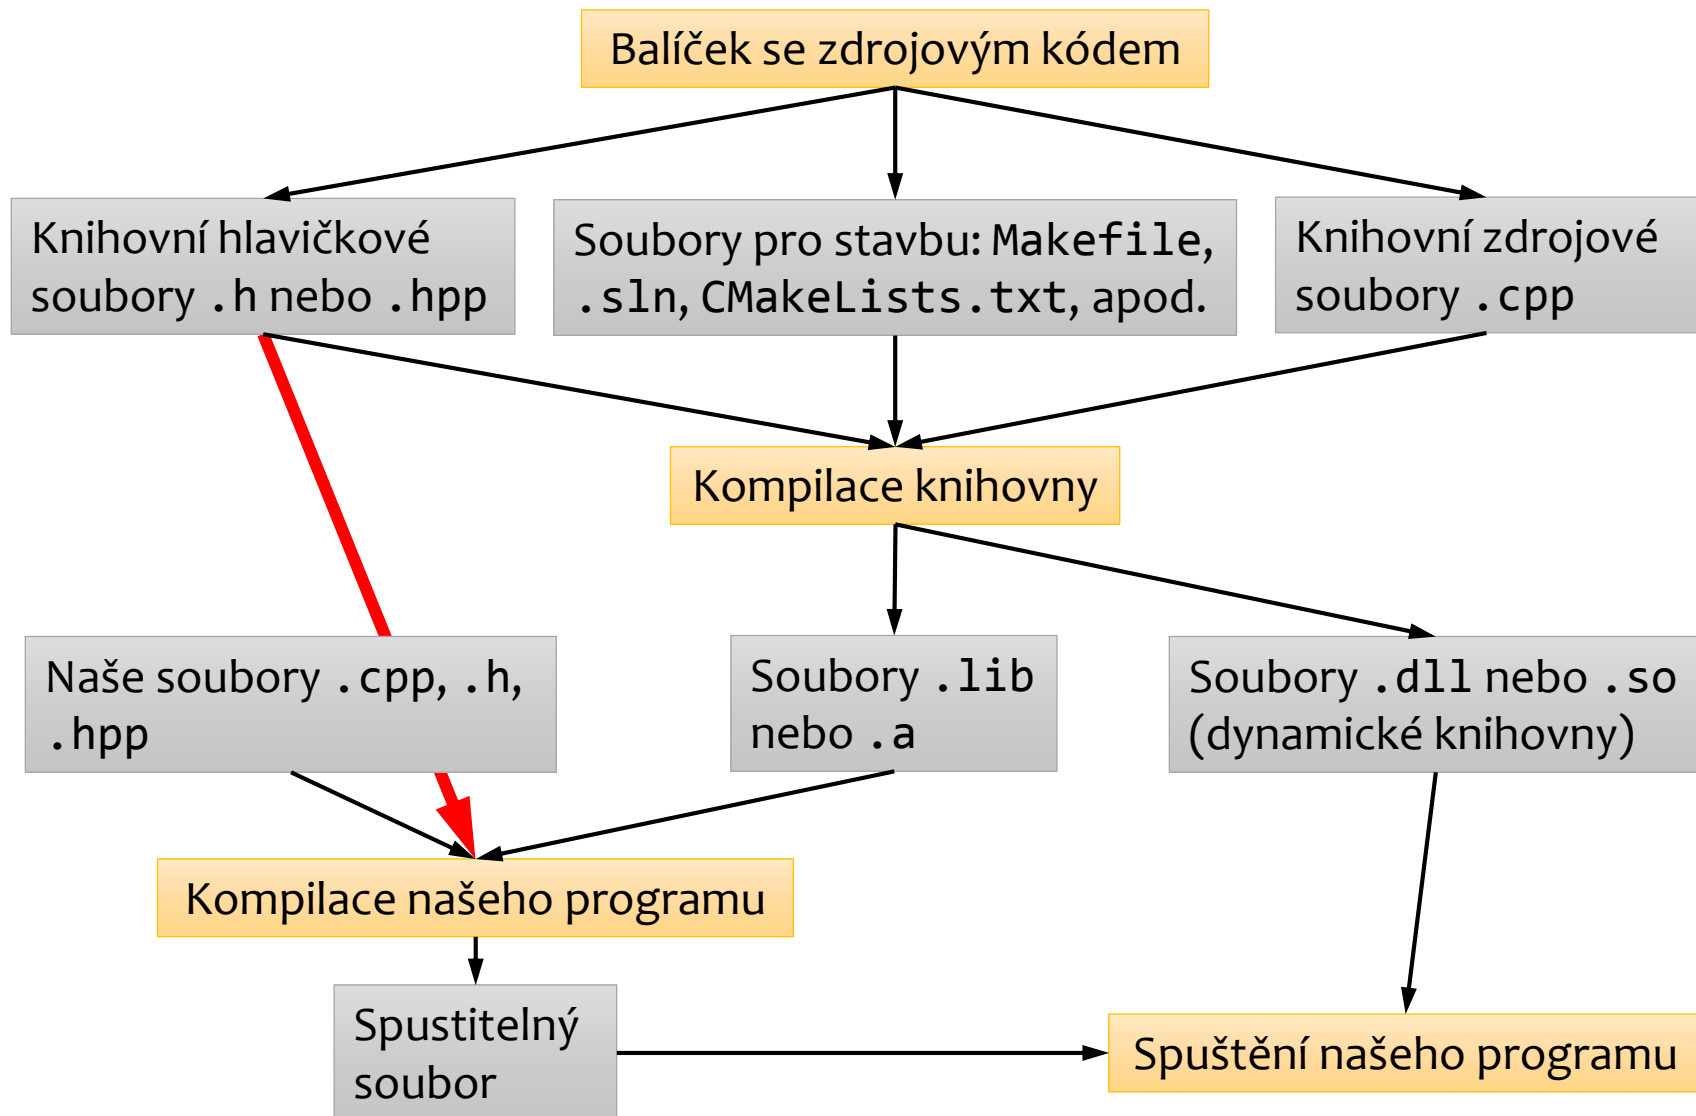 Balíček se zdrojovým kódem
Knihovní hlavičkové
soubory .h nebo .hpp
Soubory pro stavbu: Makefile,
.sln, CMakeLists.txt, apod.
Knihovní zdrojové
soubory .cpp
Kompilace knihovny
Naše soubory .cpp, .h,
.hpp
Soubory .lib
nebo .a
Soubory .dll nebo .so
(dynamické knihovny)
Kompilace našeho programu
Spustitelný
soubor
Spuštění našeho programu